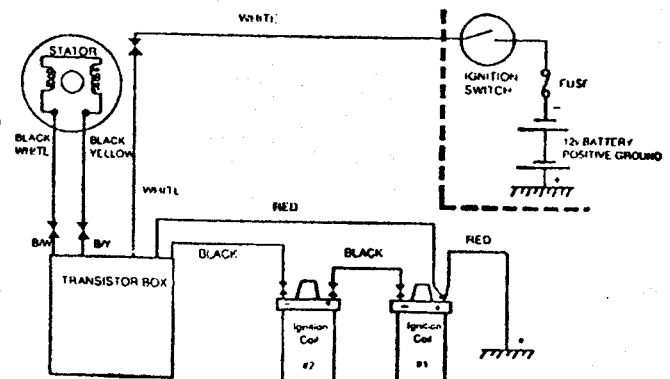 WHITE
STATOR
IGNITION
SWITCH
FUSE
-
12v BATTERY
POSITIVE GROUND
+
BLACK
WHITE
BLACK
YELLOW
WHITE
RED
B/W
B/Y
BLACK
BLACK
RED
TRANSISTOR BOX
- +
- +
Ignition
Coil
#2
Ignition
Coil
#1
+